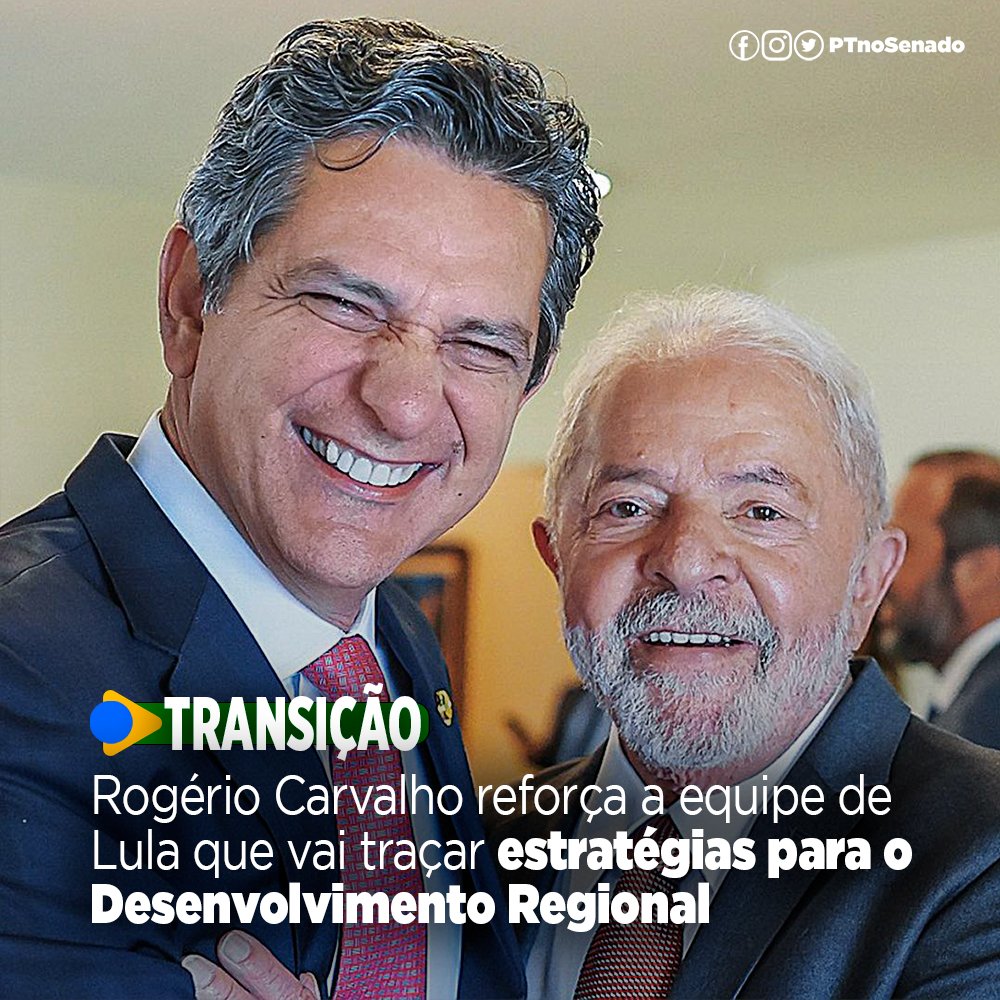 PTnoSenado
TRANSIÇÃO
Rogério Carvalho reforça a equipe de
Lula que vai traçar estratégias para o
Desenvolvimento Regional